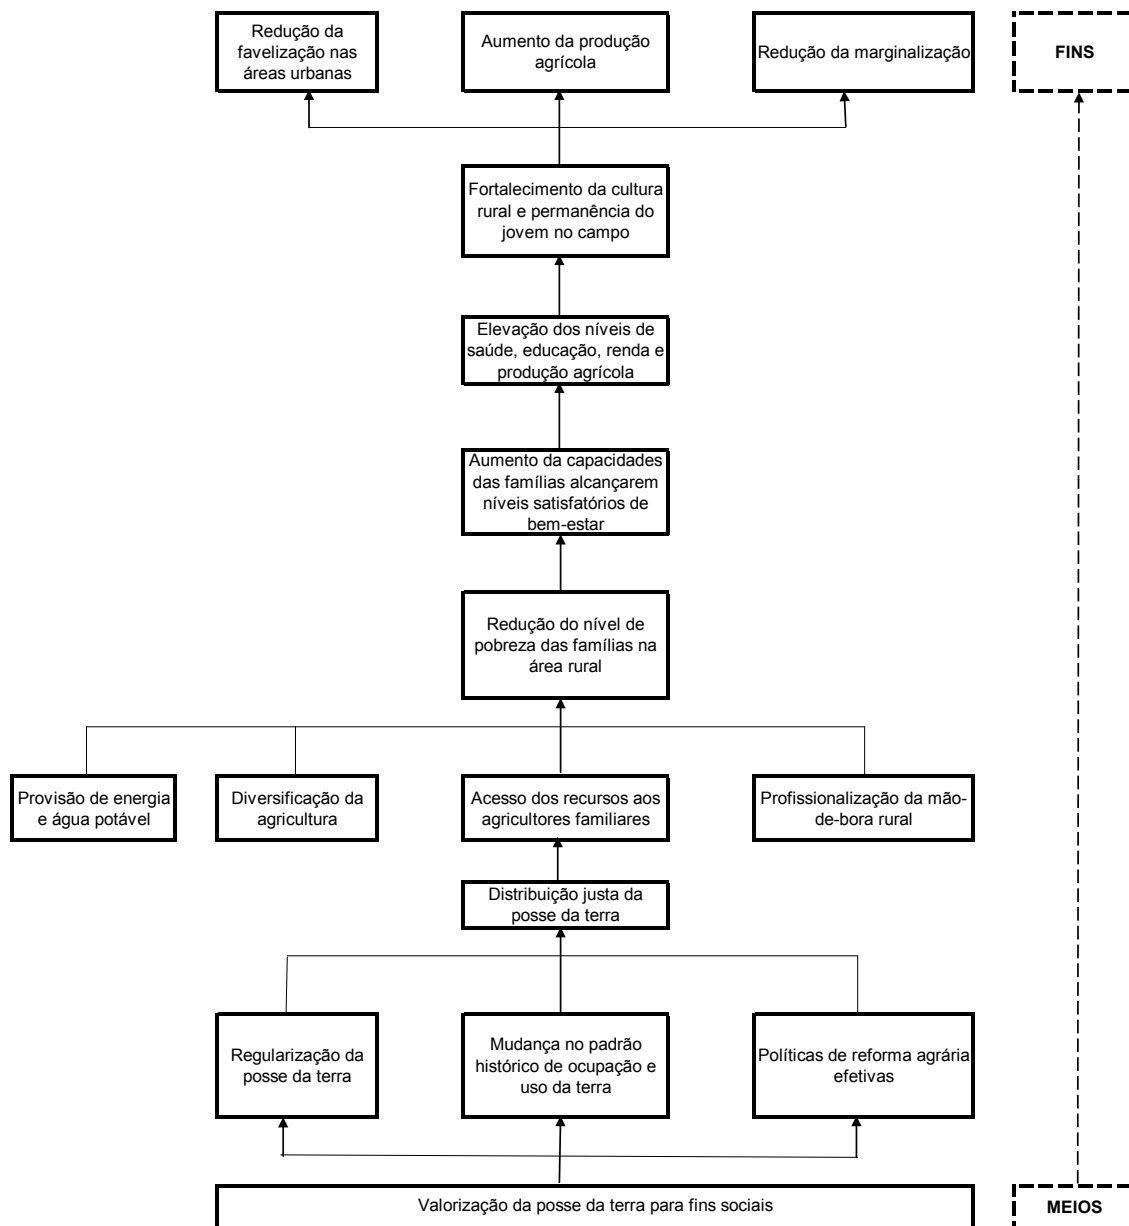 Redução da
favelização nas
áreas urbanas
Aumento da produção
agrícola
Redução da marginalização
FINS
Fortalecimento da cultura
rural e permanência do
jovem no campo
Elevação dos níveis de
saúde, educação, renda e
produção agrícola
Aumento da capacidades
das famílias alcançarem
níveis satisfatórios de
bem-estar
Redução do nível de
pobreza das famílias na
área rural
Provisão de energia
e água potável
Diversificação da
agricultura
Acesso dos recursos aos
agricultores familiares
Profissionalização da mão-
de-bora rural
Distribuição justa da
posse da terra
Regularização da
posse da terra
Mudança no padrão
histórico de ocupação e
uso da terra
Políticas de reforma agrária
efetivas
Valorização da posse da terra para fins sociais
MEIOS